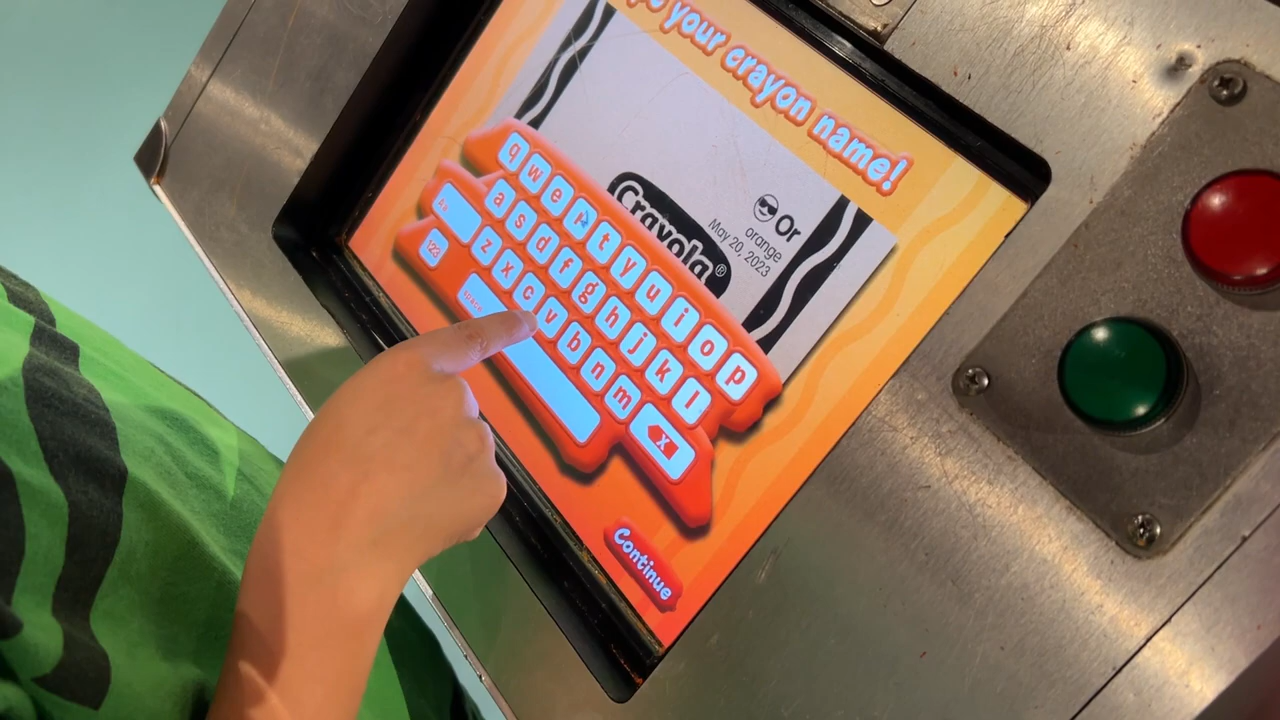 your crayon name!
Crayola®
Or
orange
May 20, 2023
q w e t y u i o p
a s d f g h j k l
z x c v b n m X
123
space
Continue